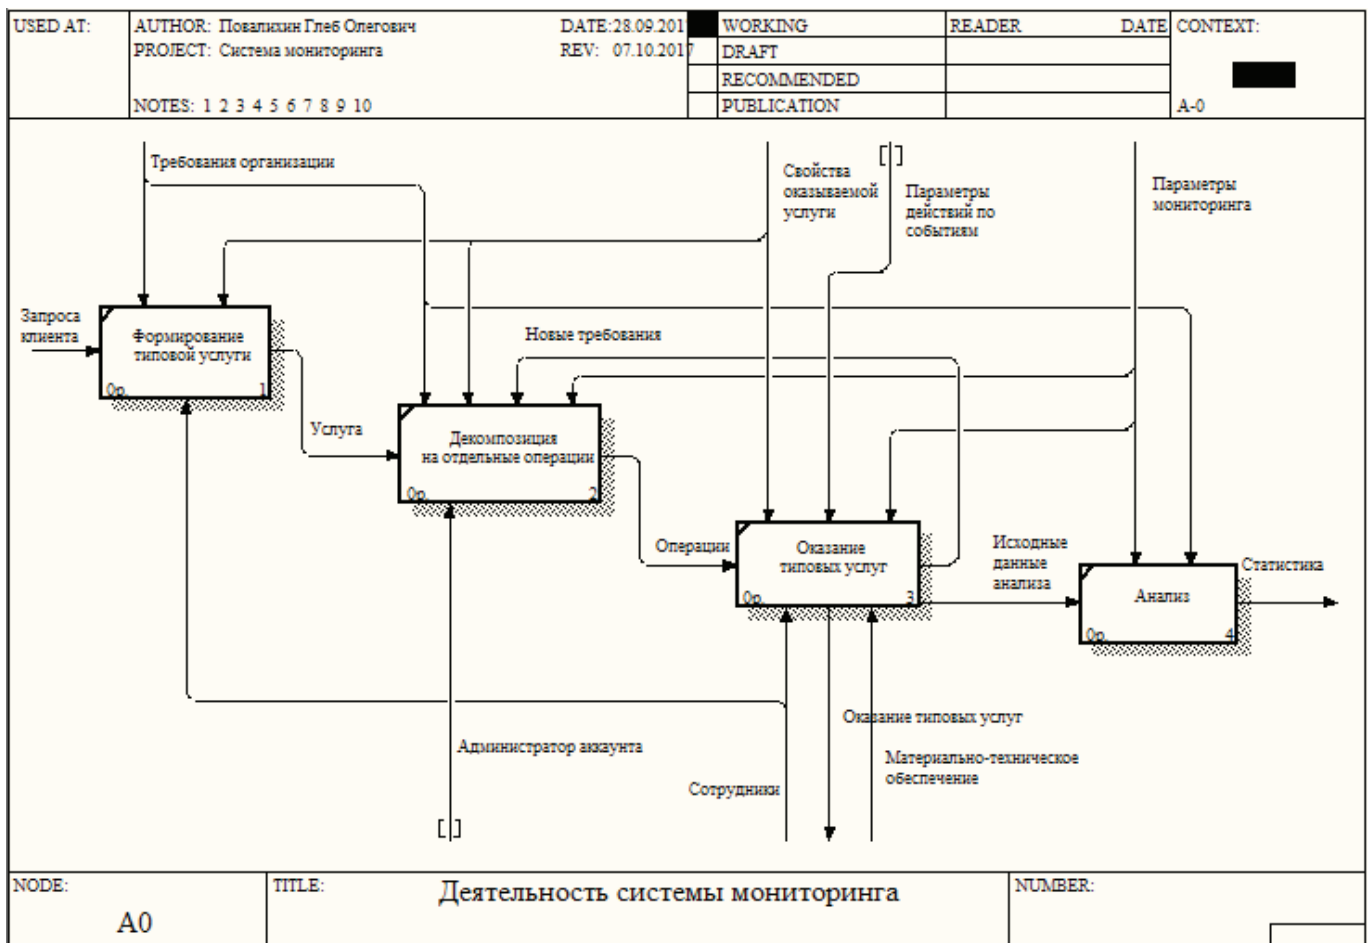 USED AT:
AUTHOR: Повалихин Глеб Олегович
DATE:28.09.201
WORKING
READER
DATE
CONTEXT:
PROJECT: Система мониторинга
REV: 07.10.2017
DRAFT
RECOMMENDED
NOTES: 1 2 3 4 5 6 7 8 9 10
PUBLICATION
A-0
Требования организации
Свойства
оказываемой
услуги
Параметры
действий по
событиям
Параметры
мониторинга
Запроса
клиента
Формирование
типовой услуги
0р.
1
Новые требования
Услуга
Декомпозиция
на отдельные операции
0р.
2
Операции
Оказание
типовых услуг
0р.
3
Исходные
данные
анализа
Анализ
0р.
4
Статистика
Оказание типовых услуг
Администратор аккаунта
Материально-техническое
обеспечение
Сотрудники
NODE:
A0
TITLE:
Деятельность системы мониторинга
NUMBER: